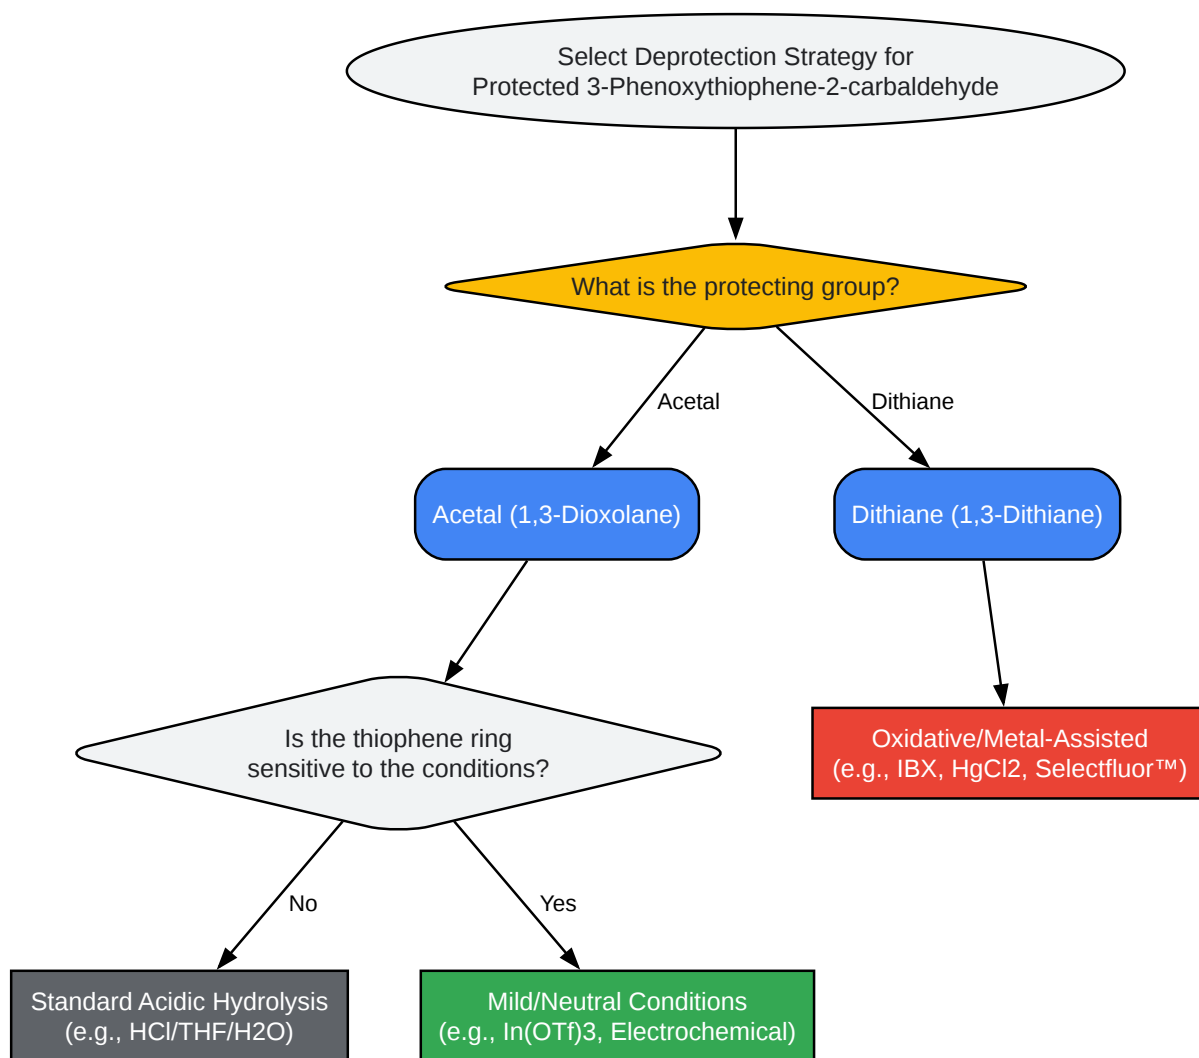 Select Deprotection Strategy for
Protected 3-Phenoxythiophene-2-carbaldehyde
What is the protecting group?
Acetal
Dithiane
Acetal (1,3-Dioxolane)
Dithiane (1,3-Dithiane)
Is the thiophene ring
sensitive to the conditions?
Oxidative/Metal-Assisted
(e.g., IBX, HgCl2, Selectfluor™)
No
Yes
Standard Acidic Hydrolysis
(e.g., HCl/THF/H2O)
Mild/Neutral Conditions
(e.g., In(OTf)3, Electrochemical)